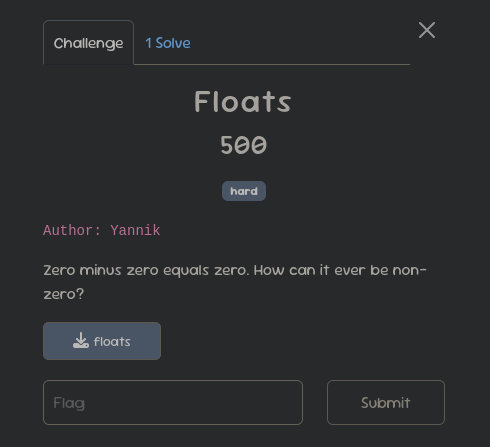 Challenge
1 Solve
Floats
500
hard
Author: Yannik
Zero minus zero equals zero. How can it ever be non-
zero?
floats
Flag
Submit